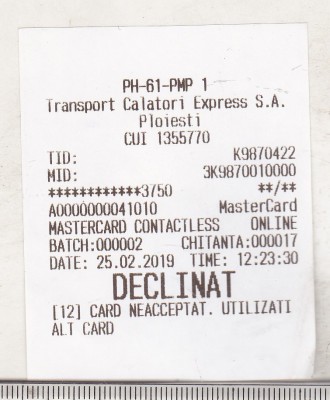 PH-61-PMP 1
Transport Calatori Express S.A.
Ploiesti
CUI 1355770
TID: K9870422
MID: 3K9870010000
************3/50 **/**
A0000000041010 MasterCard
MASTERCARD CONTACTLESS ONLINE
BATCH:000002 CHITANTA:000017
DATE: 25.02.2019 TIME: 12:23:30
DECLINAT
[12] CARD NEACCEPTAT. UTILIZATI
ALT CARD